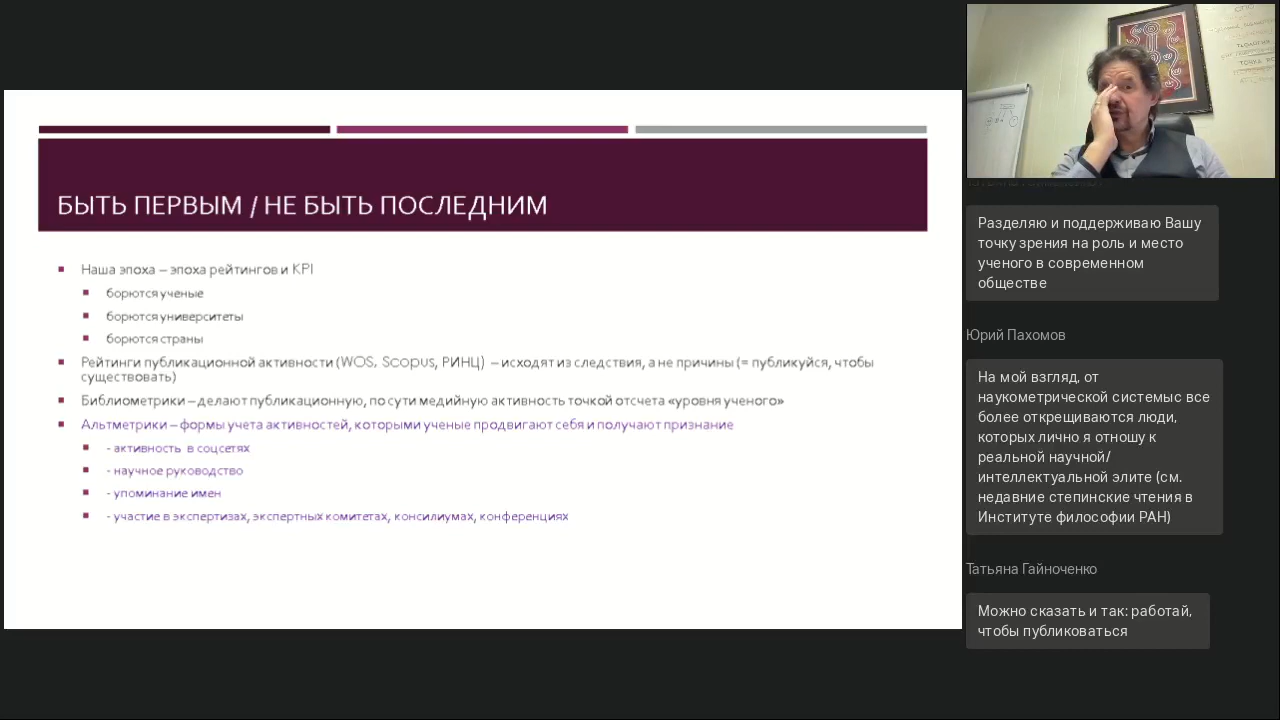 БЫТЬ ПЕРВЫМ / НЕ БЫТЬ ПОСЛЕДНИМ
Наша эпоха – эпоха рейтингов и KPI
борются ученые
борются университеты
борются страны
Рейтинги публикационной активности (WOS, Scopus, РИНЦ) – исходят из следствия, а не причины (= публикуйся, чтобы
существовать)
Библиометрики – делают публикационную, по сути медийную активность точкой отсчета «уровня ученого»
Альтметрики – формы учета активностей, которыми ученые продвигают себя и получают признание
- активность в соцсетях
- научное руководство
- упоминание имен
- участие в экспертизах, экспертных комитетах, консилиумах, конференциях
Разделяю и поддерживаю Вашу
точку зрения на роль и место
ученого в современном
обществе
Юрий Пахомов
На мой взгляд, от
наукометрической системыс все
более открещиваются люди,
которых лично я отношу к
реальной научной/
интеллектуальной элите (см.
недавние степинские чтения в
Институте философии РАН)
Татьяна Гайноченко
Можно сказать и так: работай,
чтобы публиковаться